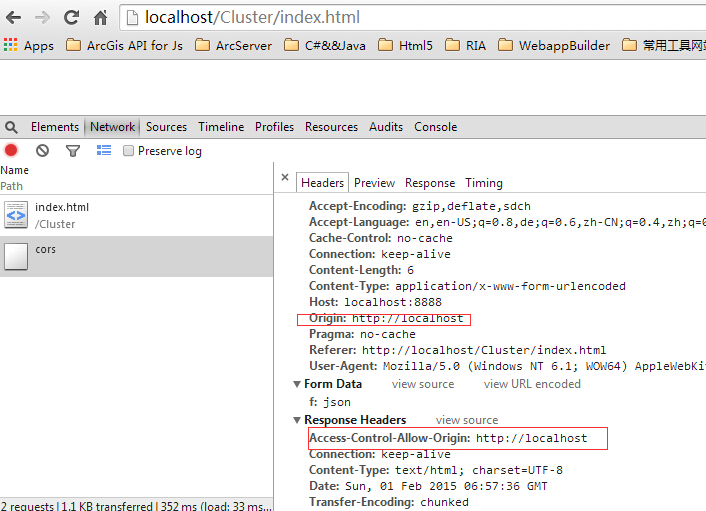 localhost/Cluster/index.html
Apps ArcGis API for Js ArcServer C#&&Java Html5 RIA WebappBuilder 常用工具网
Elements Network Sources Timeline Profiles Resources Audits Console
Preserve log
Name
Path
× Headers Preview Response Timing
index.html
/Cluster
cors
Accept-Encoding: gzip,deflate,sdch
Accept-Language: en,en-US;q=0.8,de;q=0.6,zh-CN;q=0.4,zh;q=0
Cache-Control: no-cache
Connection: keep-alive
Content-Length: 6
Content-Type: application/x-www-form-urlencoded
Host: localhost:8888
Origin: http://localhost
Pragma: no-cache
Referer: http://localhost/Cluster/index.html
User-Agent: Mozilla/5.0 (Windows NT 6.1; WOW64) AppleWebKi
Form Data view source view URL encoded
f: json
Response Headers view source
Access-Control-Allow-Origin: http://localhost
Connection: keep-alive
Content-Type: text/html; charset=UTF-8
Date: Sun, 01 Feb 2015 06:57:36 GMT
Transfer-Encoding: chunked
2 requests | 1.1 KB transferred | 352 ms (load: 33 ms...